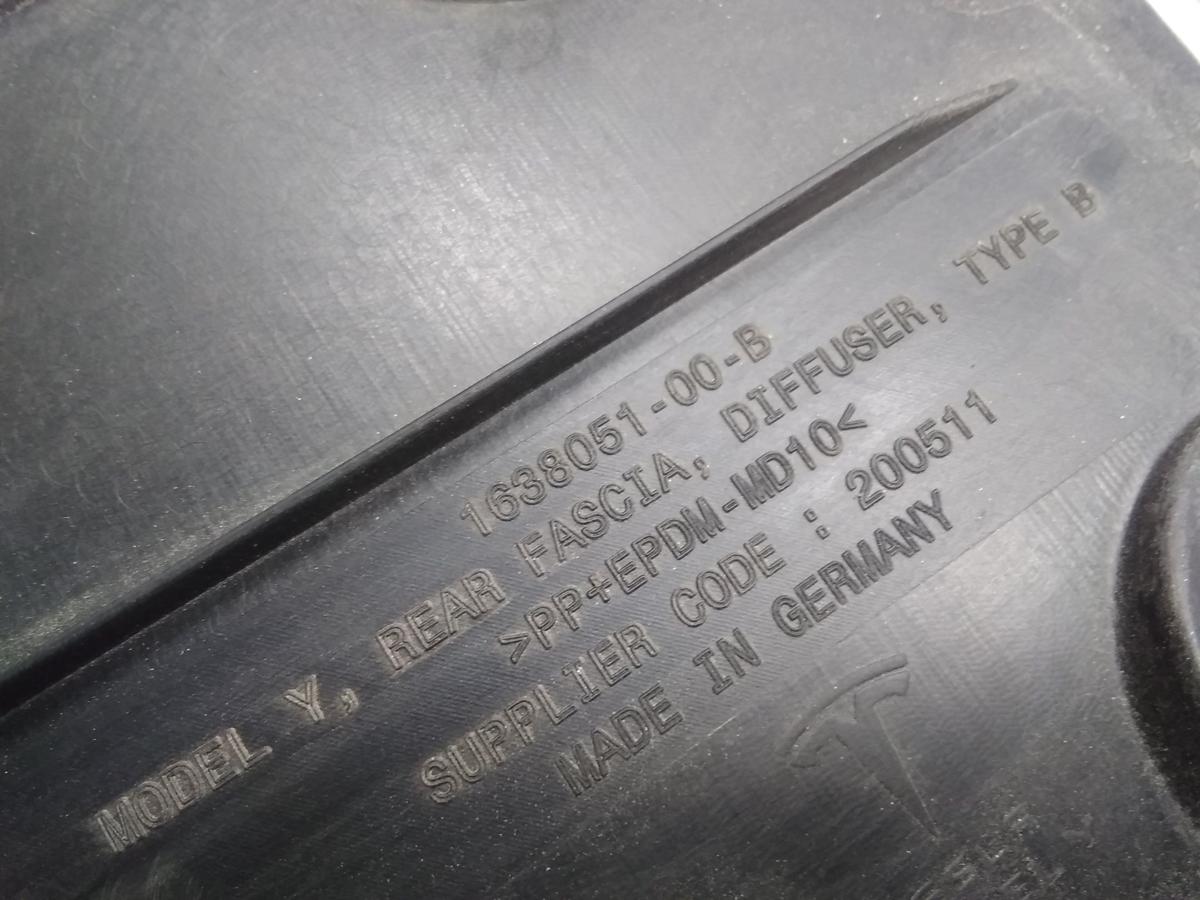 1638051-00-B
MODEL Y, REAR FASCIA, DIFFUSER, TYPE B
>PP+EPDM-MD10<
SUPPLIER CODE : 200511
MADE IN GERMANY